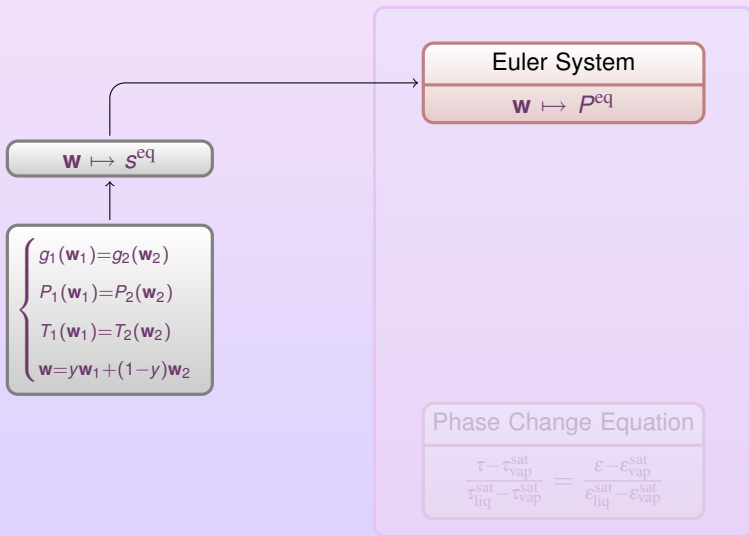 Euler System
w ↦ P^eq
w ↦ s^eq
g₁(w₁)=g₂(w₂)
P₁(w₁)=P₂(w₂)
T₁(w₁)=T₂(w₂)
w=yw₁+(1−y)w₂
Phase Change Equation
(τ−τ_vap^sat)/(τ_liq^sat−τ_vap^sat) = (ε−ε_vap^sat)/(ε_liq^sat−ε_vap^sat)